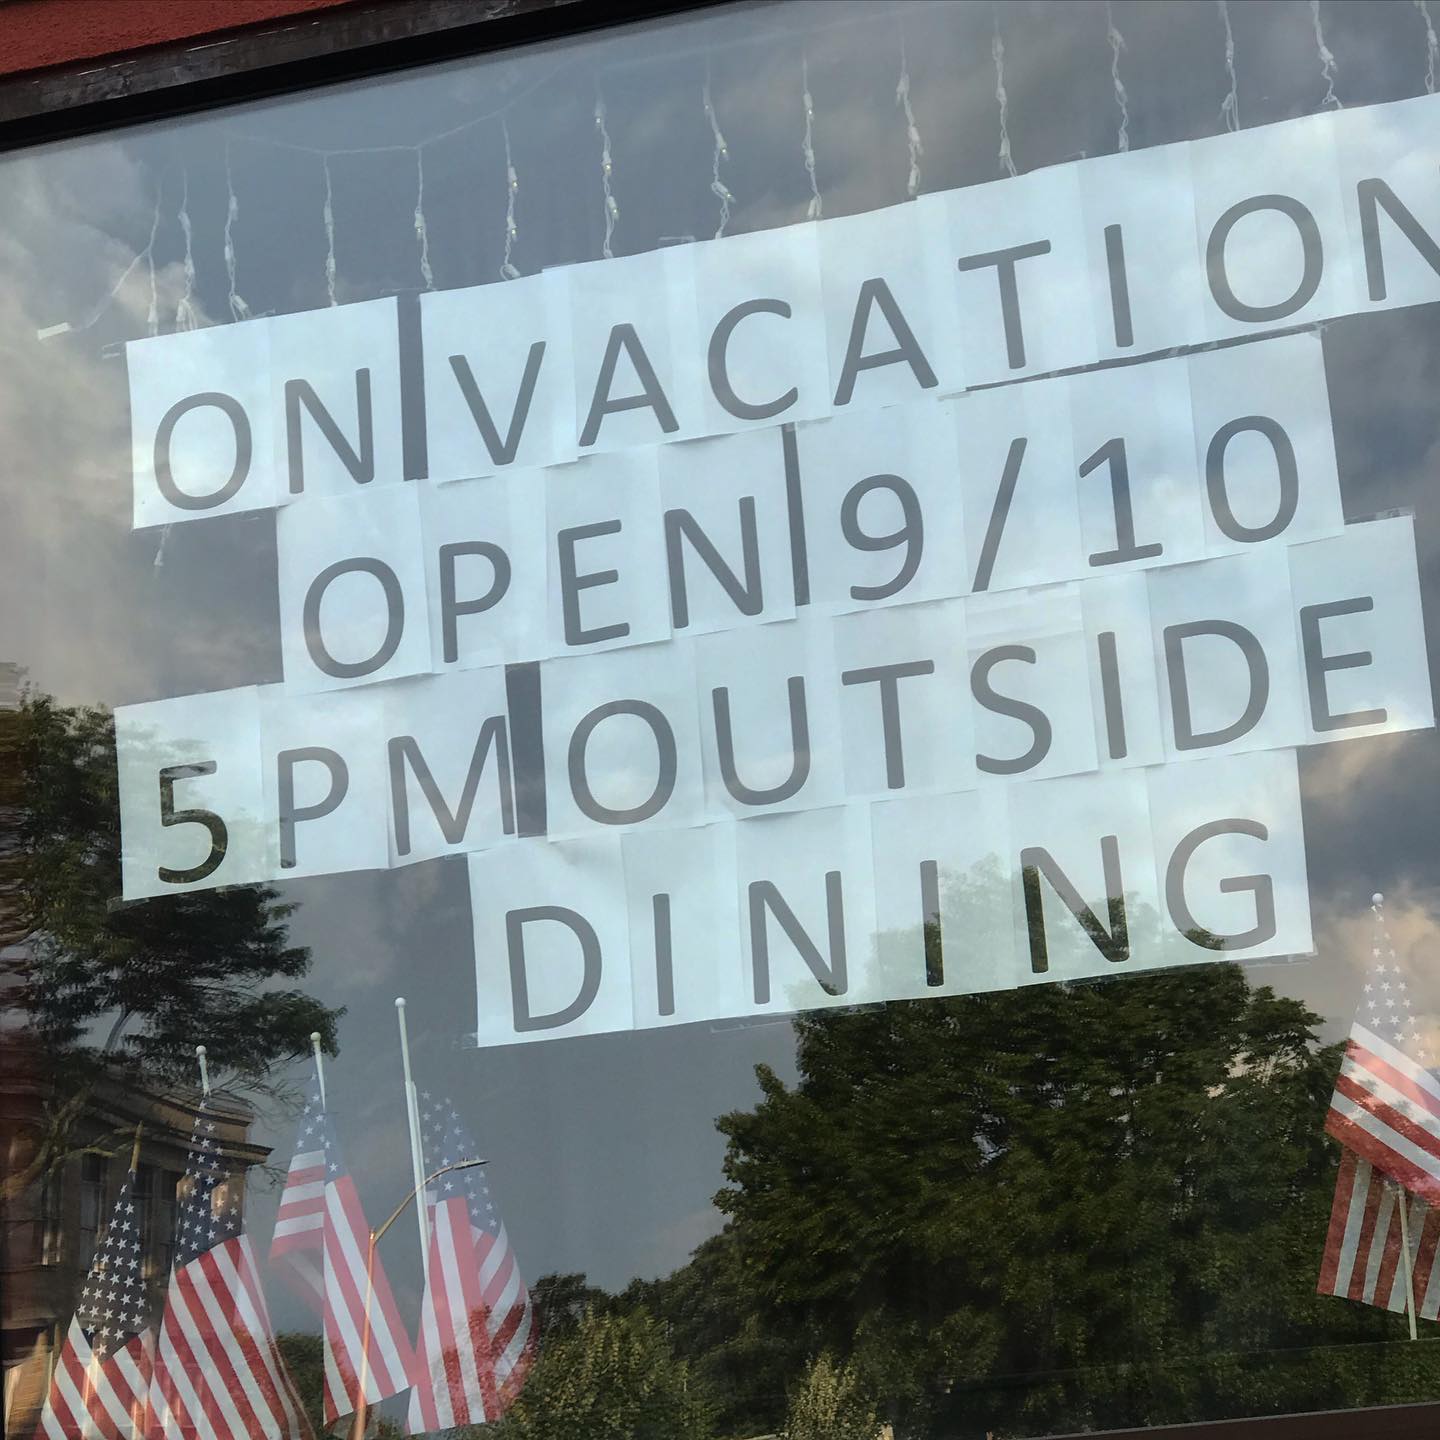 ON VACATION
OPEN 9/10
5PM OUTSIDE
DINING